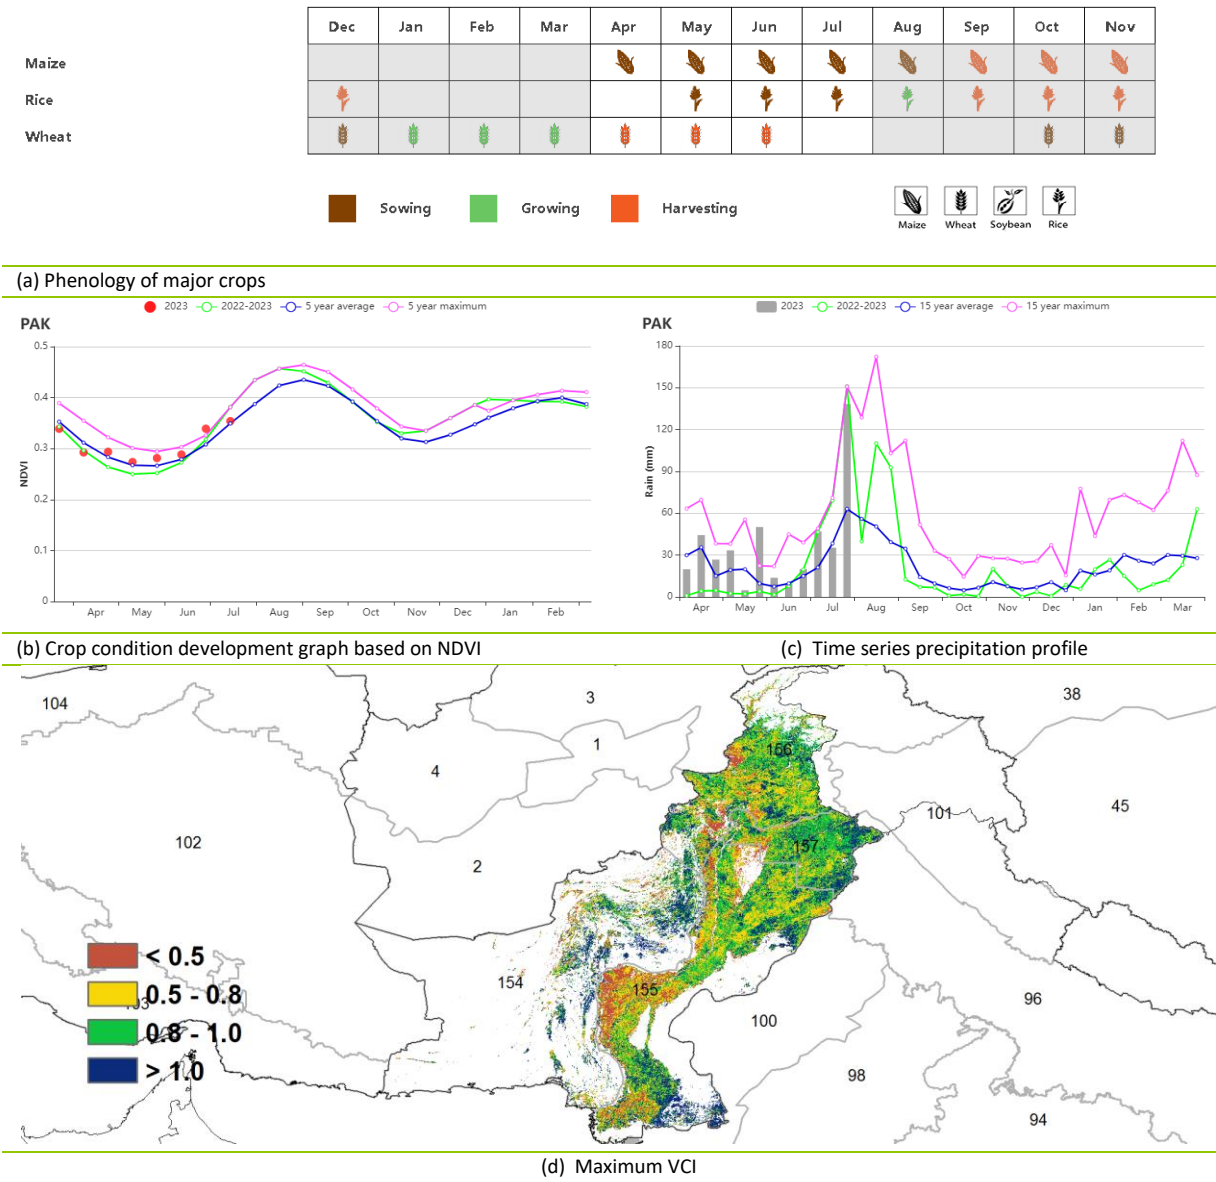 Dec Jan Feb Mar Apr May Jun Jul Aug Sep Oct Nov
Maize
Rice
Wheat
Sowing Growing Harvesting
Maize Wheat Soybean Rice
(a) Phenology of major crops
2023 2022-2023 5 year average 5 year maximum
PAK
NDVI
0.5
0.4
0.3
0.2
0.1
0
Apr May Jun Jul Aug Sep Oct Nov Dec Jan Feb
2023 2022-2023 15 year average 15 year maximum
PAK
Rain (mm)
180
150
120
90
60
30
0
Apr May Jun Jul Aug Sep Oct Nov Dec Jan Feb Mar
(b) Crop condition development graph based on NDVI
(c) Time series precipitation profile
104
3
38
1
156
4
45
101
102
157
2
154
155
96
100
98
94
< 0.5
0.5 - 0.8
0.8 - 1.0
> 1.0
(d) Maximum VCI